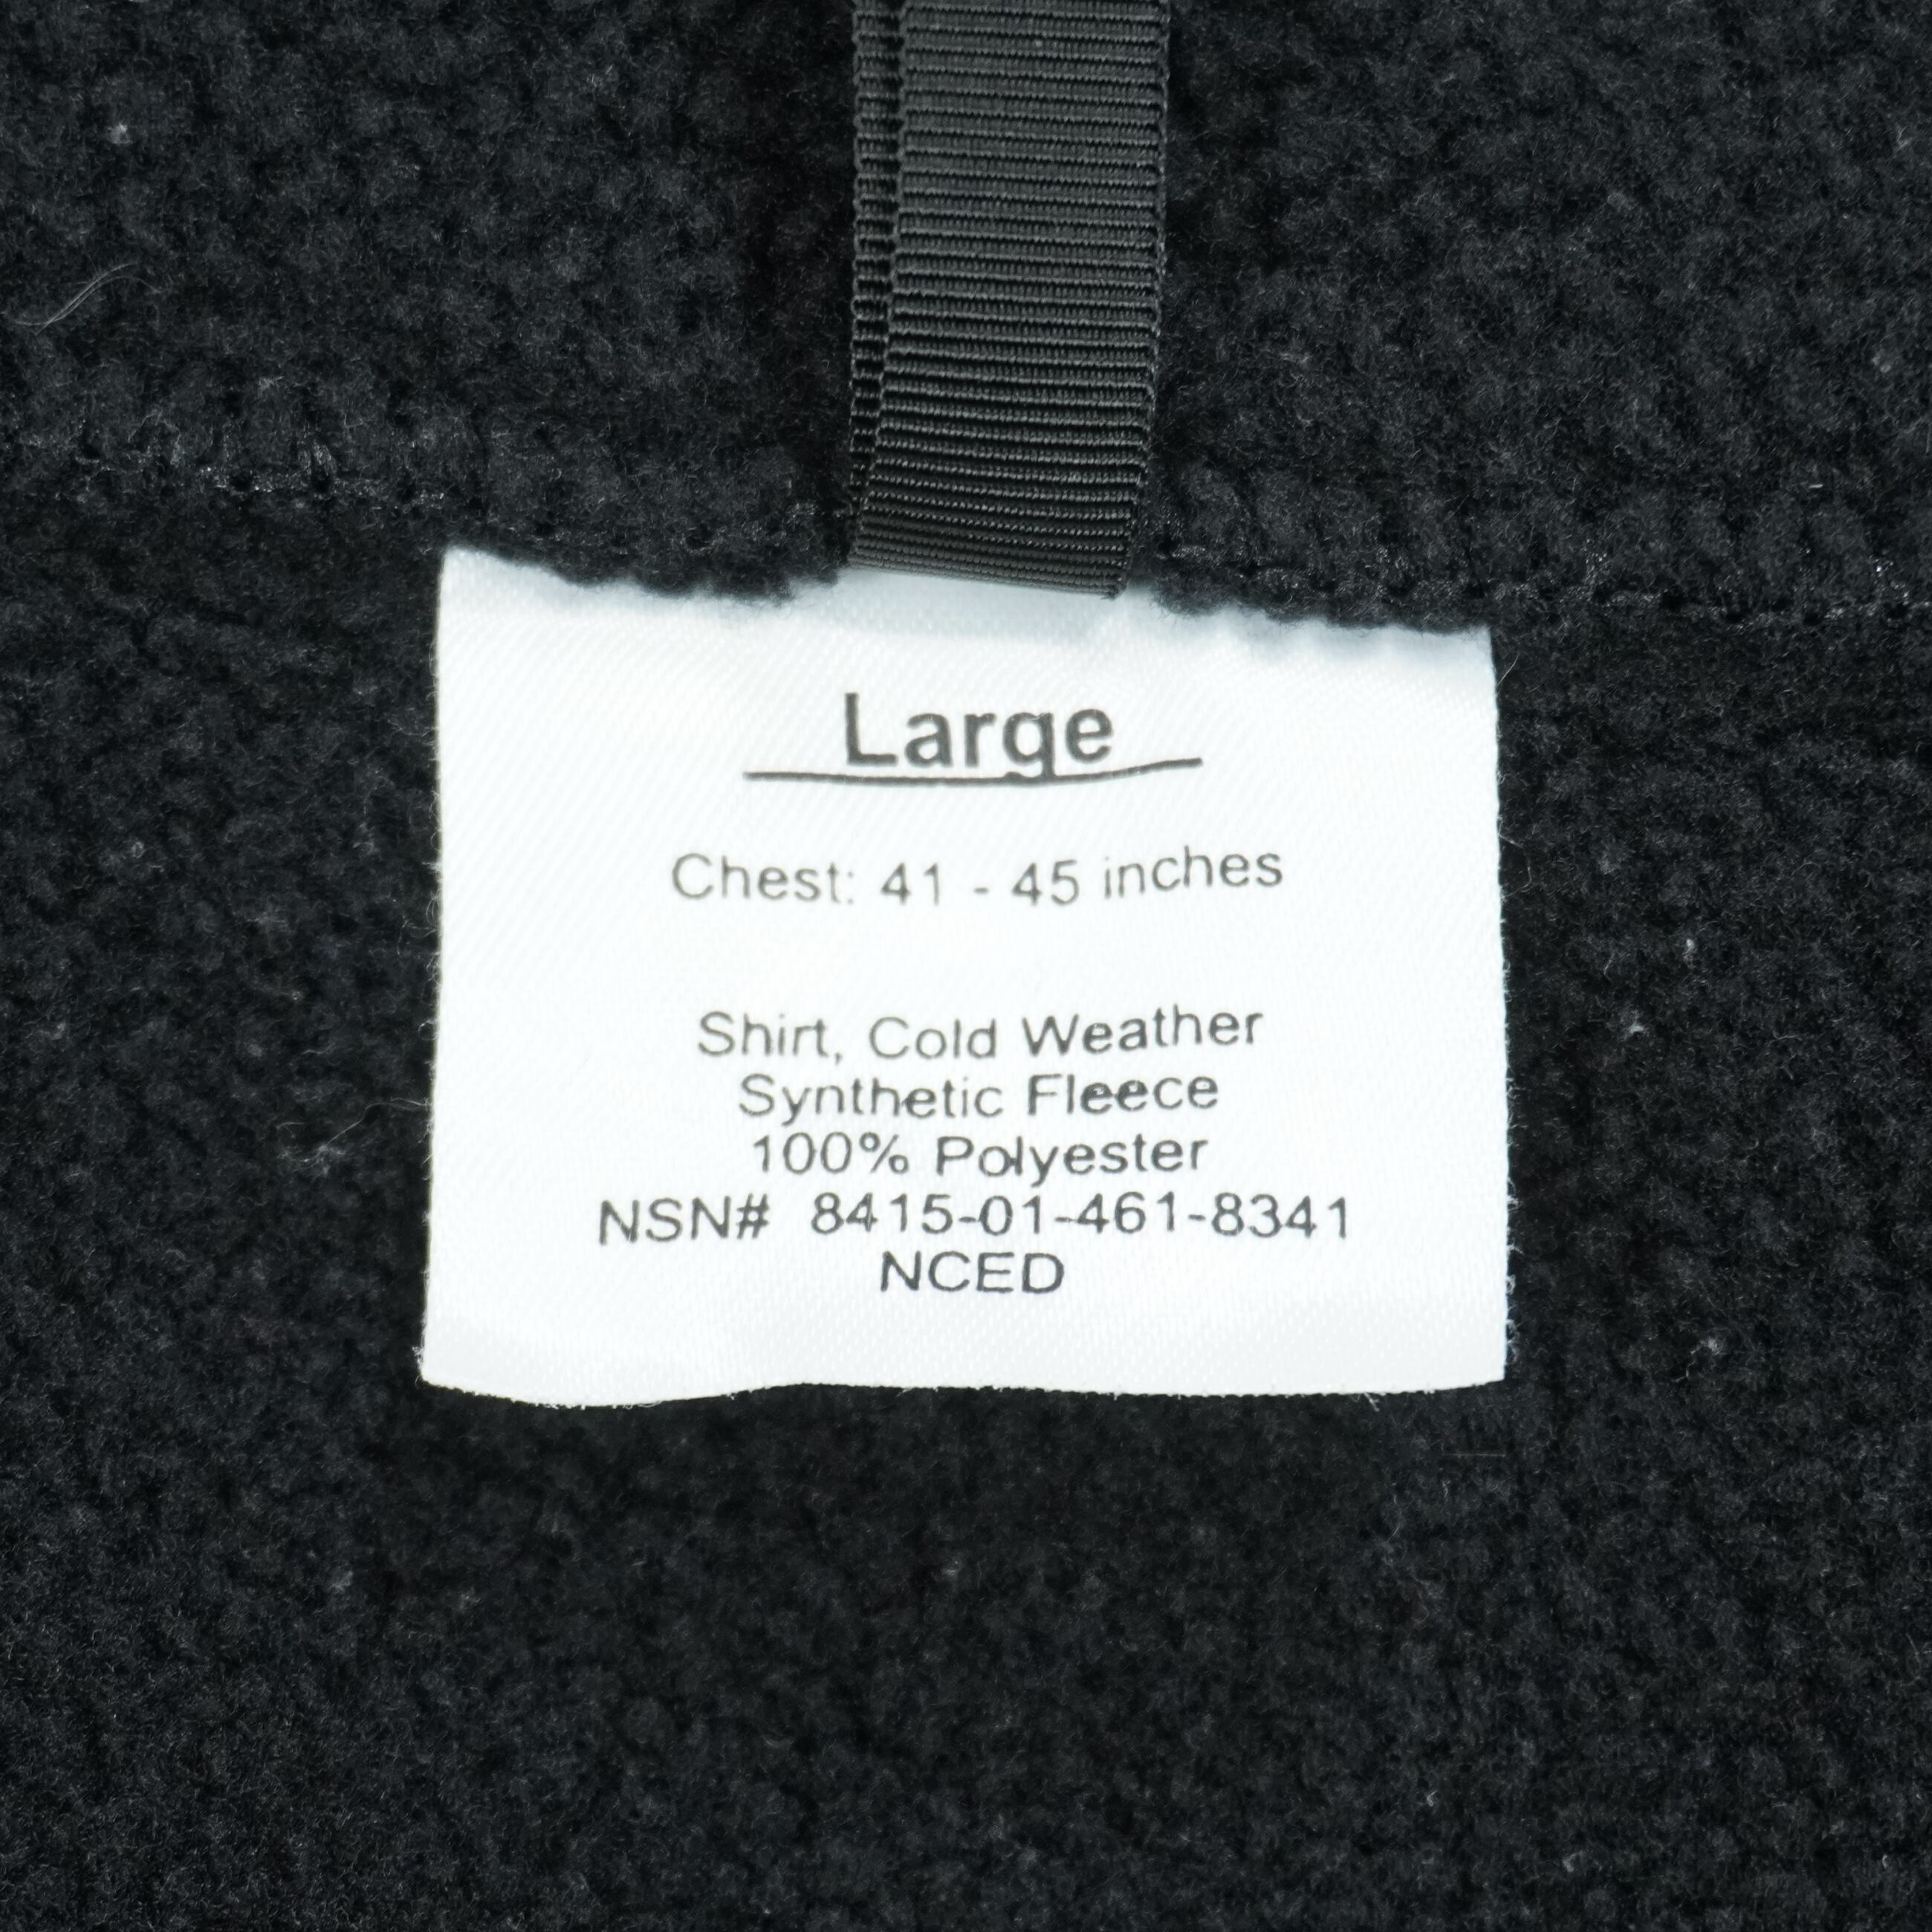 Large
Chest: 41 - 45 inches
Shirt, Cold Weather
Synthetic Fleece
100% Polyester
NSN# 8415-01-461-8341
NCED